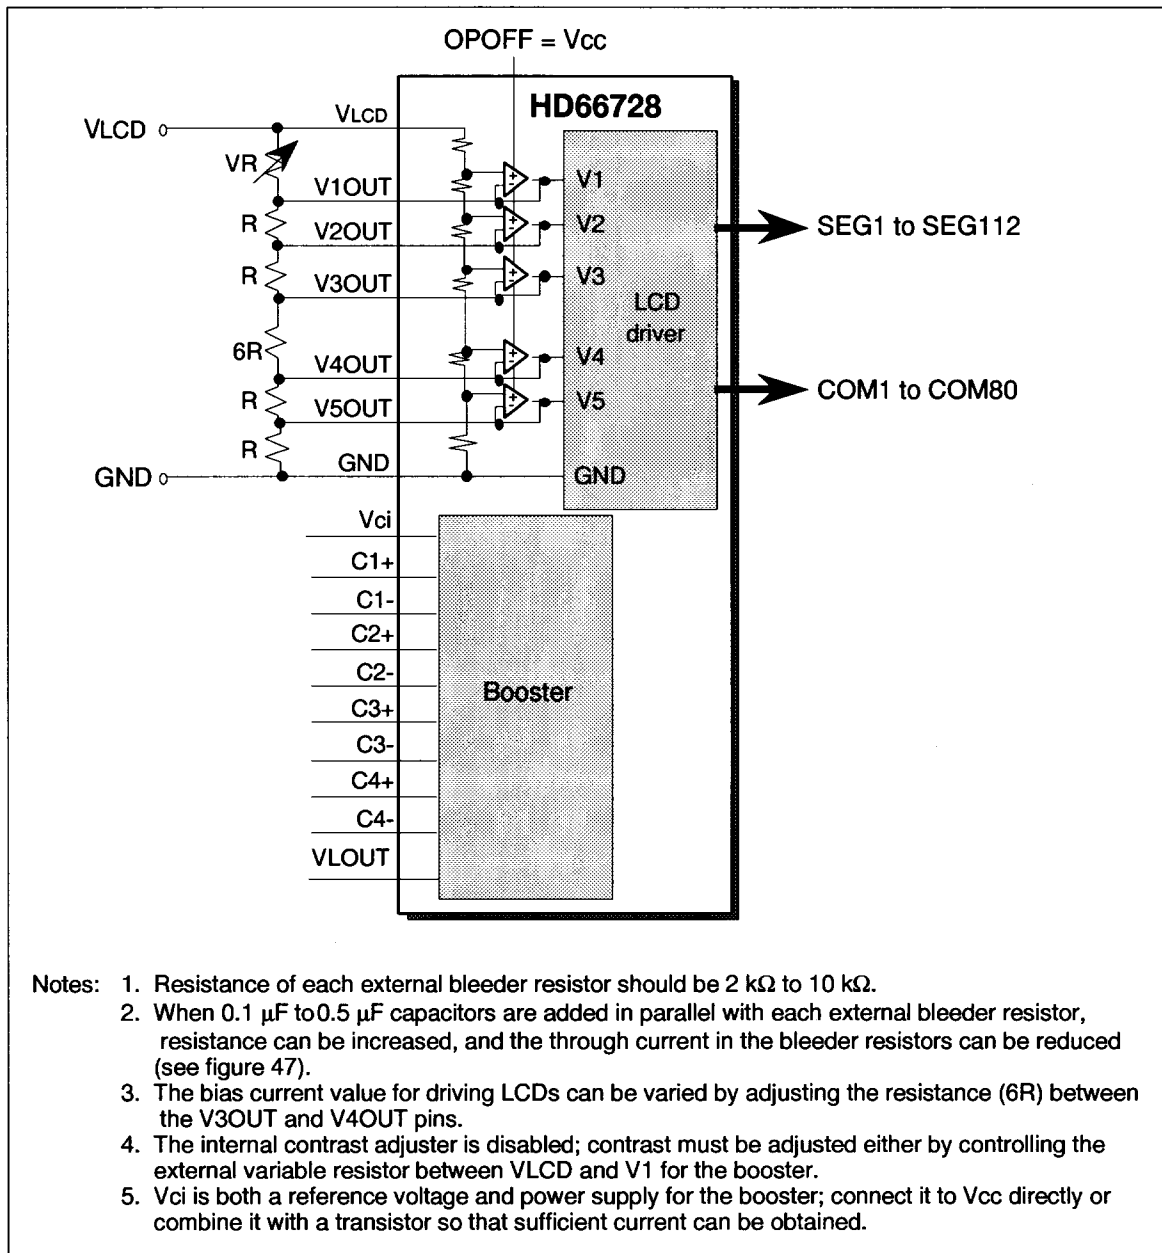 OPOFF = Vcc
HD66728
VLCD
VLCD
VR
V1OUT
V1
R
V2OUT
V2
SEG1 to SEG112
R
V3OUT
V3
LCD
driver
6R
V4OUT
V4
COM1 to COM80
R
V5OUT
V5
R
GND
GND
GND
Vci
C1+
C1-
C2+
C2-
Booster
C3+
C3-
C4+
C4-
VLOUT
Notes: 1. Resistance of each external bleeder resistor should be 2 kΩ to 10 kΩ.
2. When 0.1 µF to0.5 µF capacitors are added in parallel with each external bleeder resistor,
resistance can be increased, and the through current in the bleeder resistors can be reduced
(see figure 47).
3. The bias current value for driving LCDs can be varied by adjusting the resistance (6R) between
the V3OUT and V4OUT pins.
4. The internal contrast adjuster is disabled; contrast must be adjusted either by controlling the
external variable resistor between VLCD and V1 for the booster.
5. Vci is both a reference voltage and power supply for the booster; connect it to Vcc directly or
combine it with a transistor so that sufficient current can be obtained.